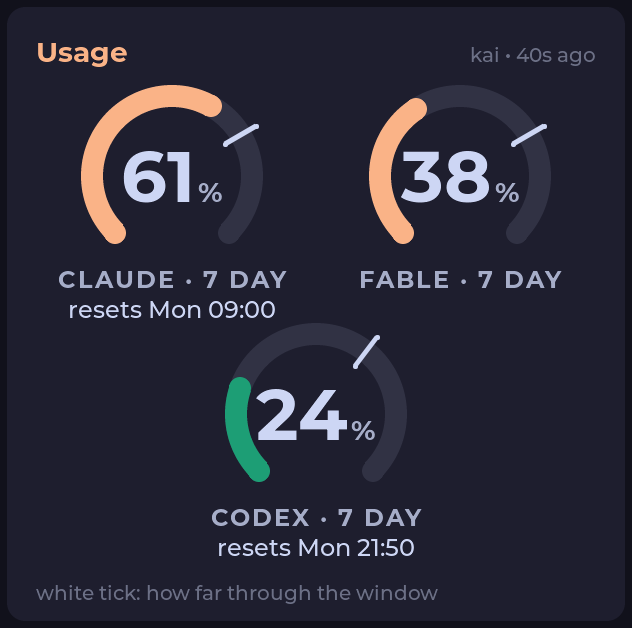 Usage
kai • 40s ago
61%
38%
CLAUDE · 7 DAY
FABLE · 7 DAY
resets Mon 09:00
24%
CODEX · 7 DAY
resets Mon 21:50
white tick: how far through the window